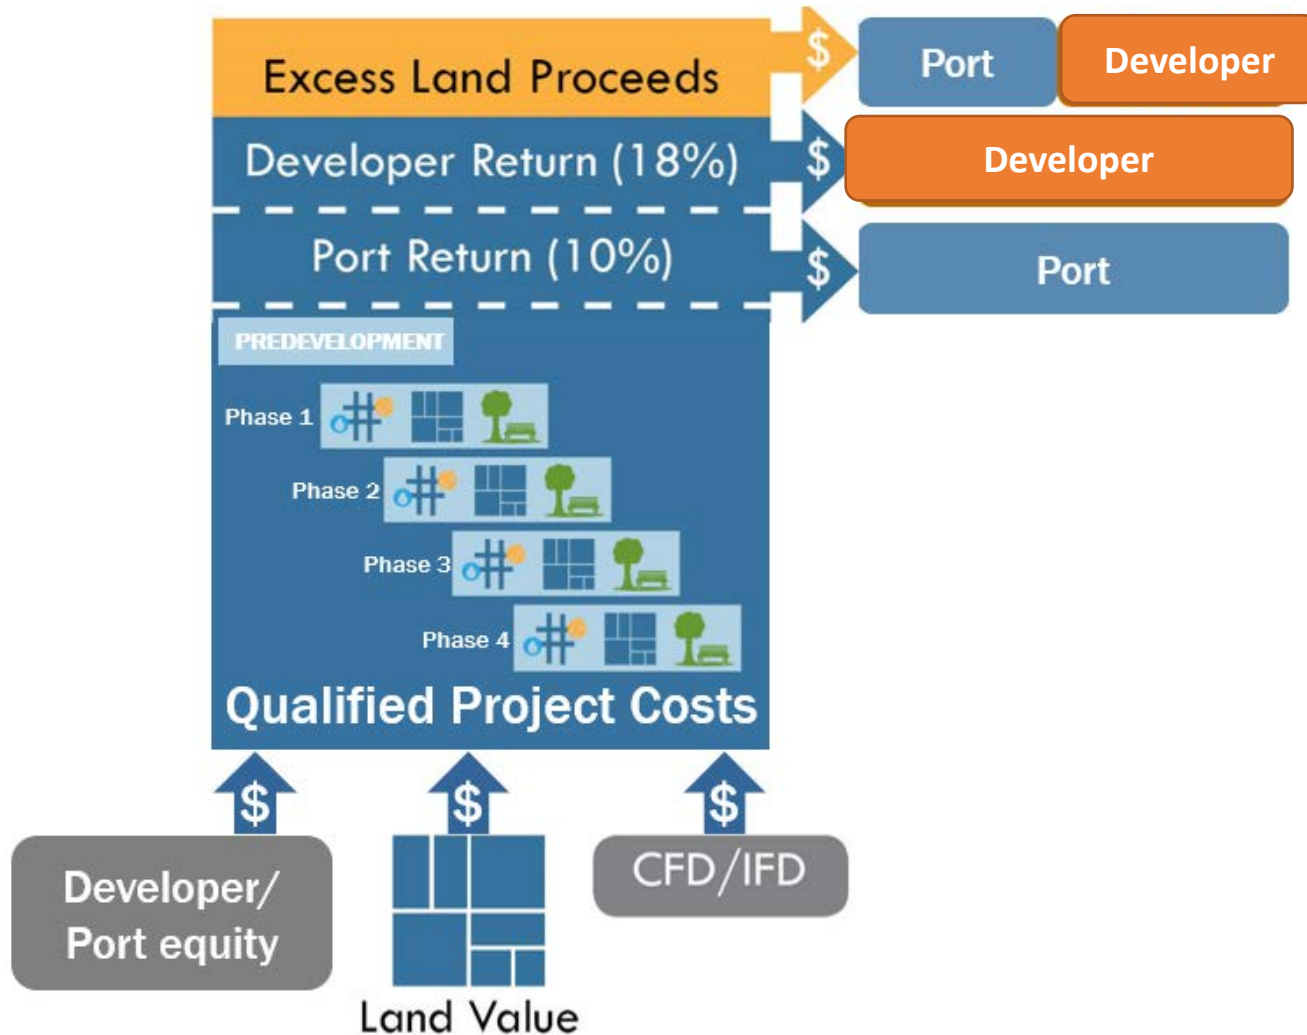 Excess Land Proceeds
$
Port
Developer
Developer Return (18%)
$
Developer
Port Return (10%)
$
Port
PREDEVELOPMENT
Phase 1
Phase 2
Phase 3
Phase 4
Qualified Project Costs
$
$
$
Developer/
Port equity
CFD/IFD
Land Value